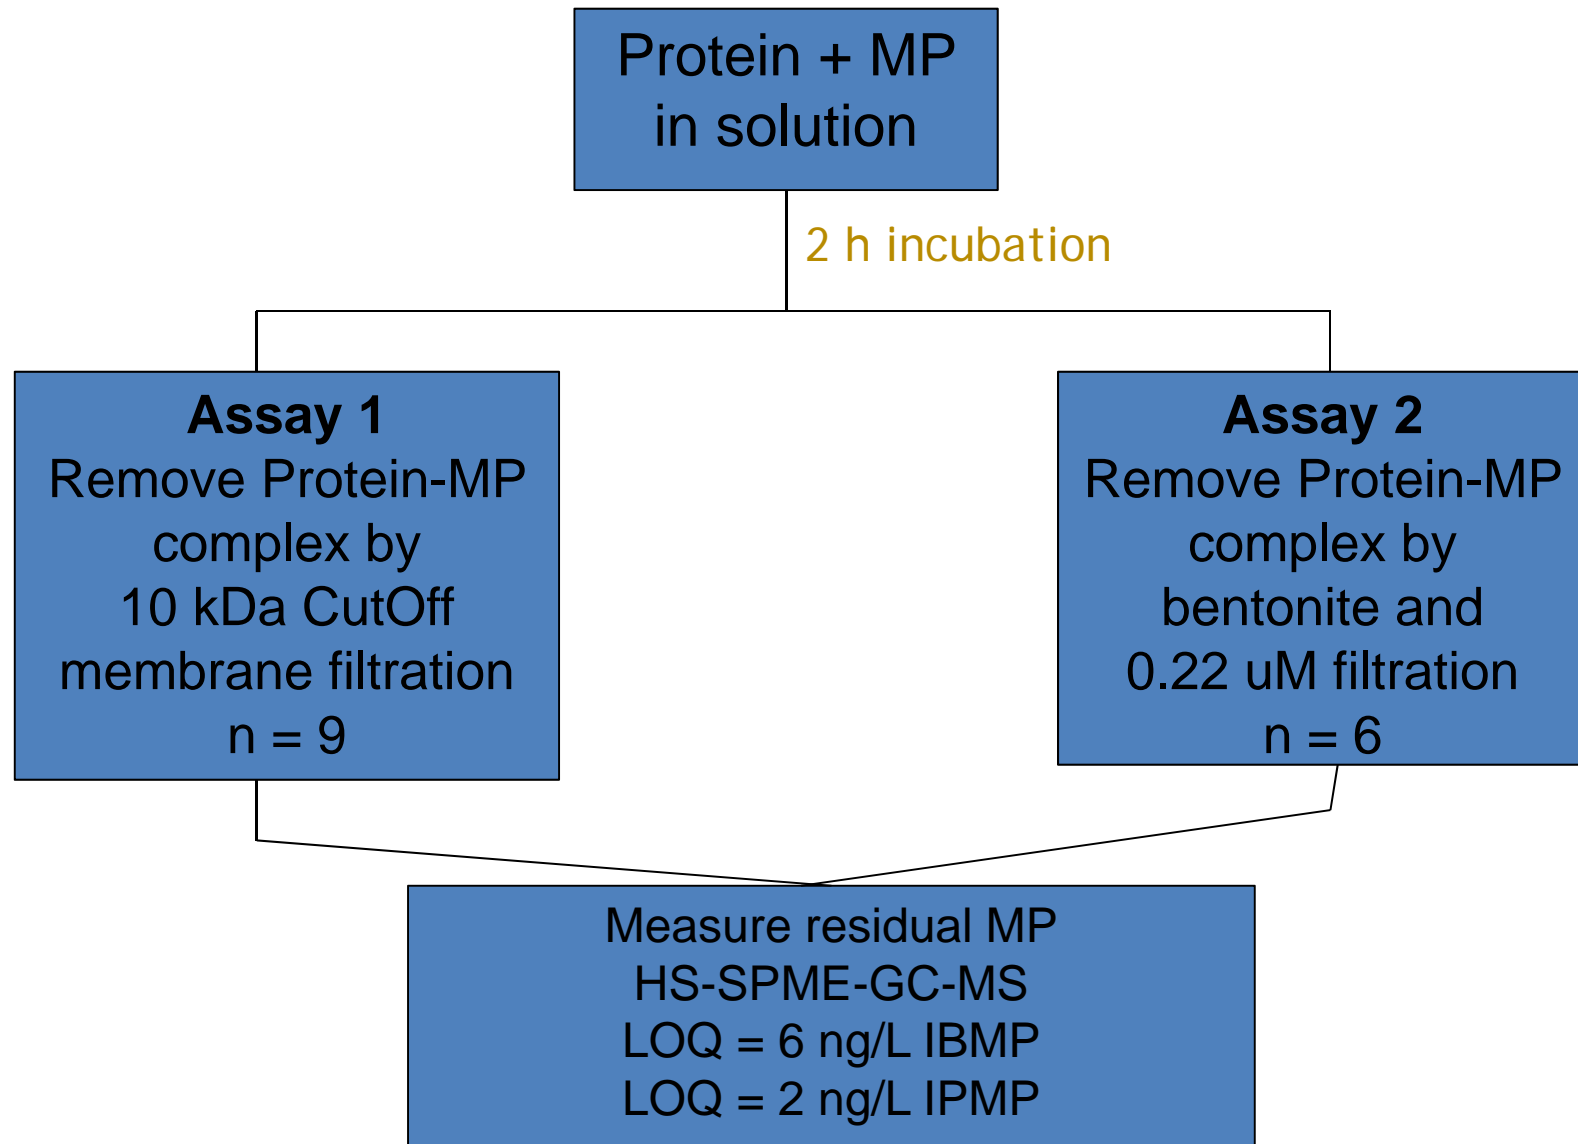 Protein + MP
in solution
2 h incubation
Assay 1
Remove Protein-MP
complex by
10 kDa CutOff
membrane filtration
n = 9
Assay 2
Remove Protein-MP
complex by
bentonite and
0.22 uM filtration
n = 6
Measure residual MP
HS-SPME-GC-MS
LOQ = 6 ng/L IBMP
LOQ = 2 ng/L IPMP